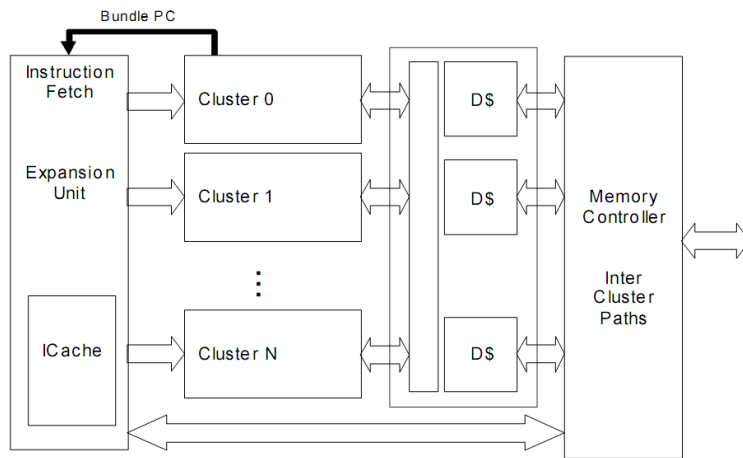 Bundle PC
Instruction
Fetch
Expansion
Unit
ICache
Cluster 0
Cluster 1
Cluster N
D$
D$
D$
Memory
Controller
Inter
Cluster
Paths